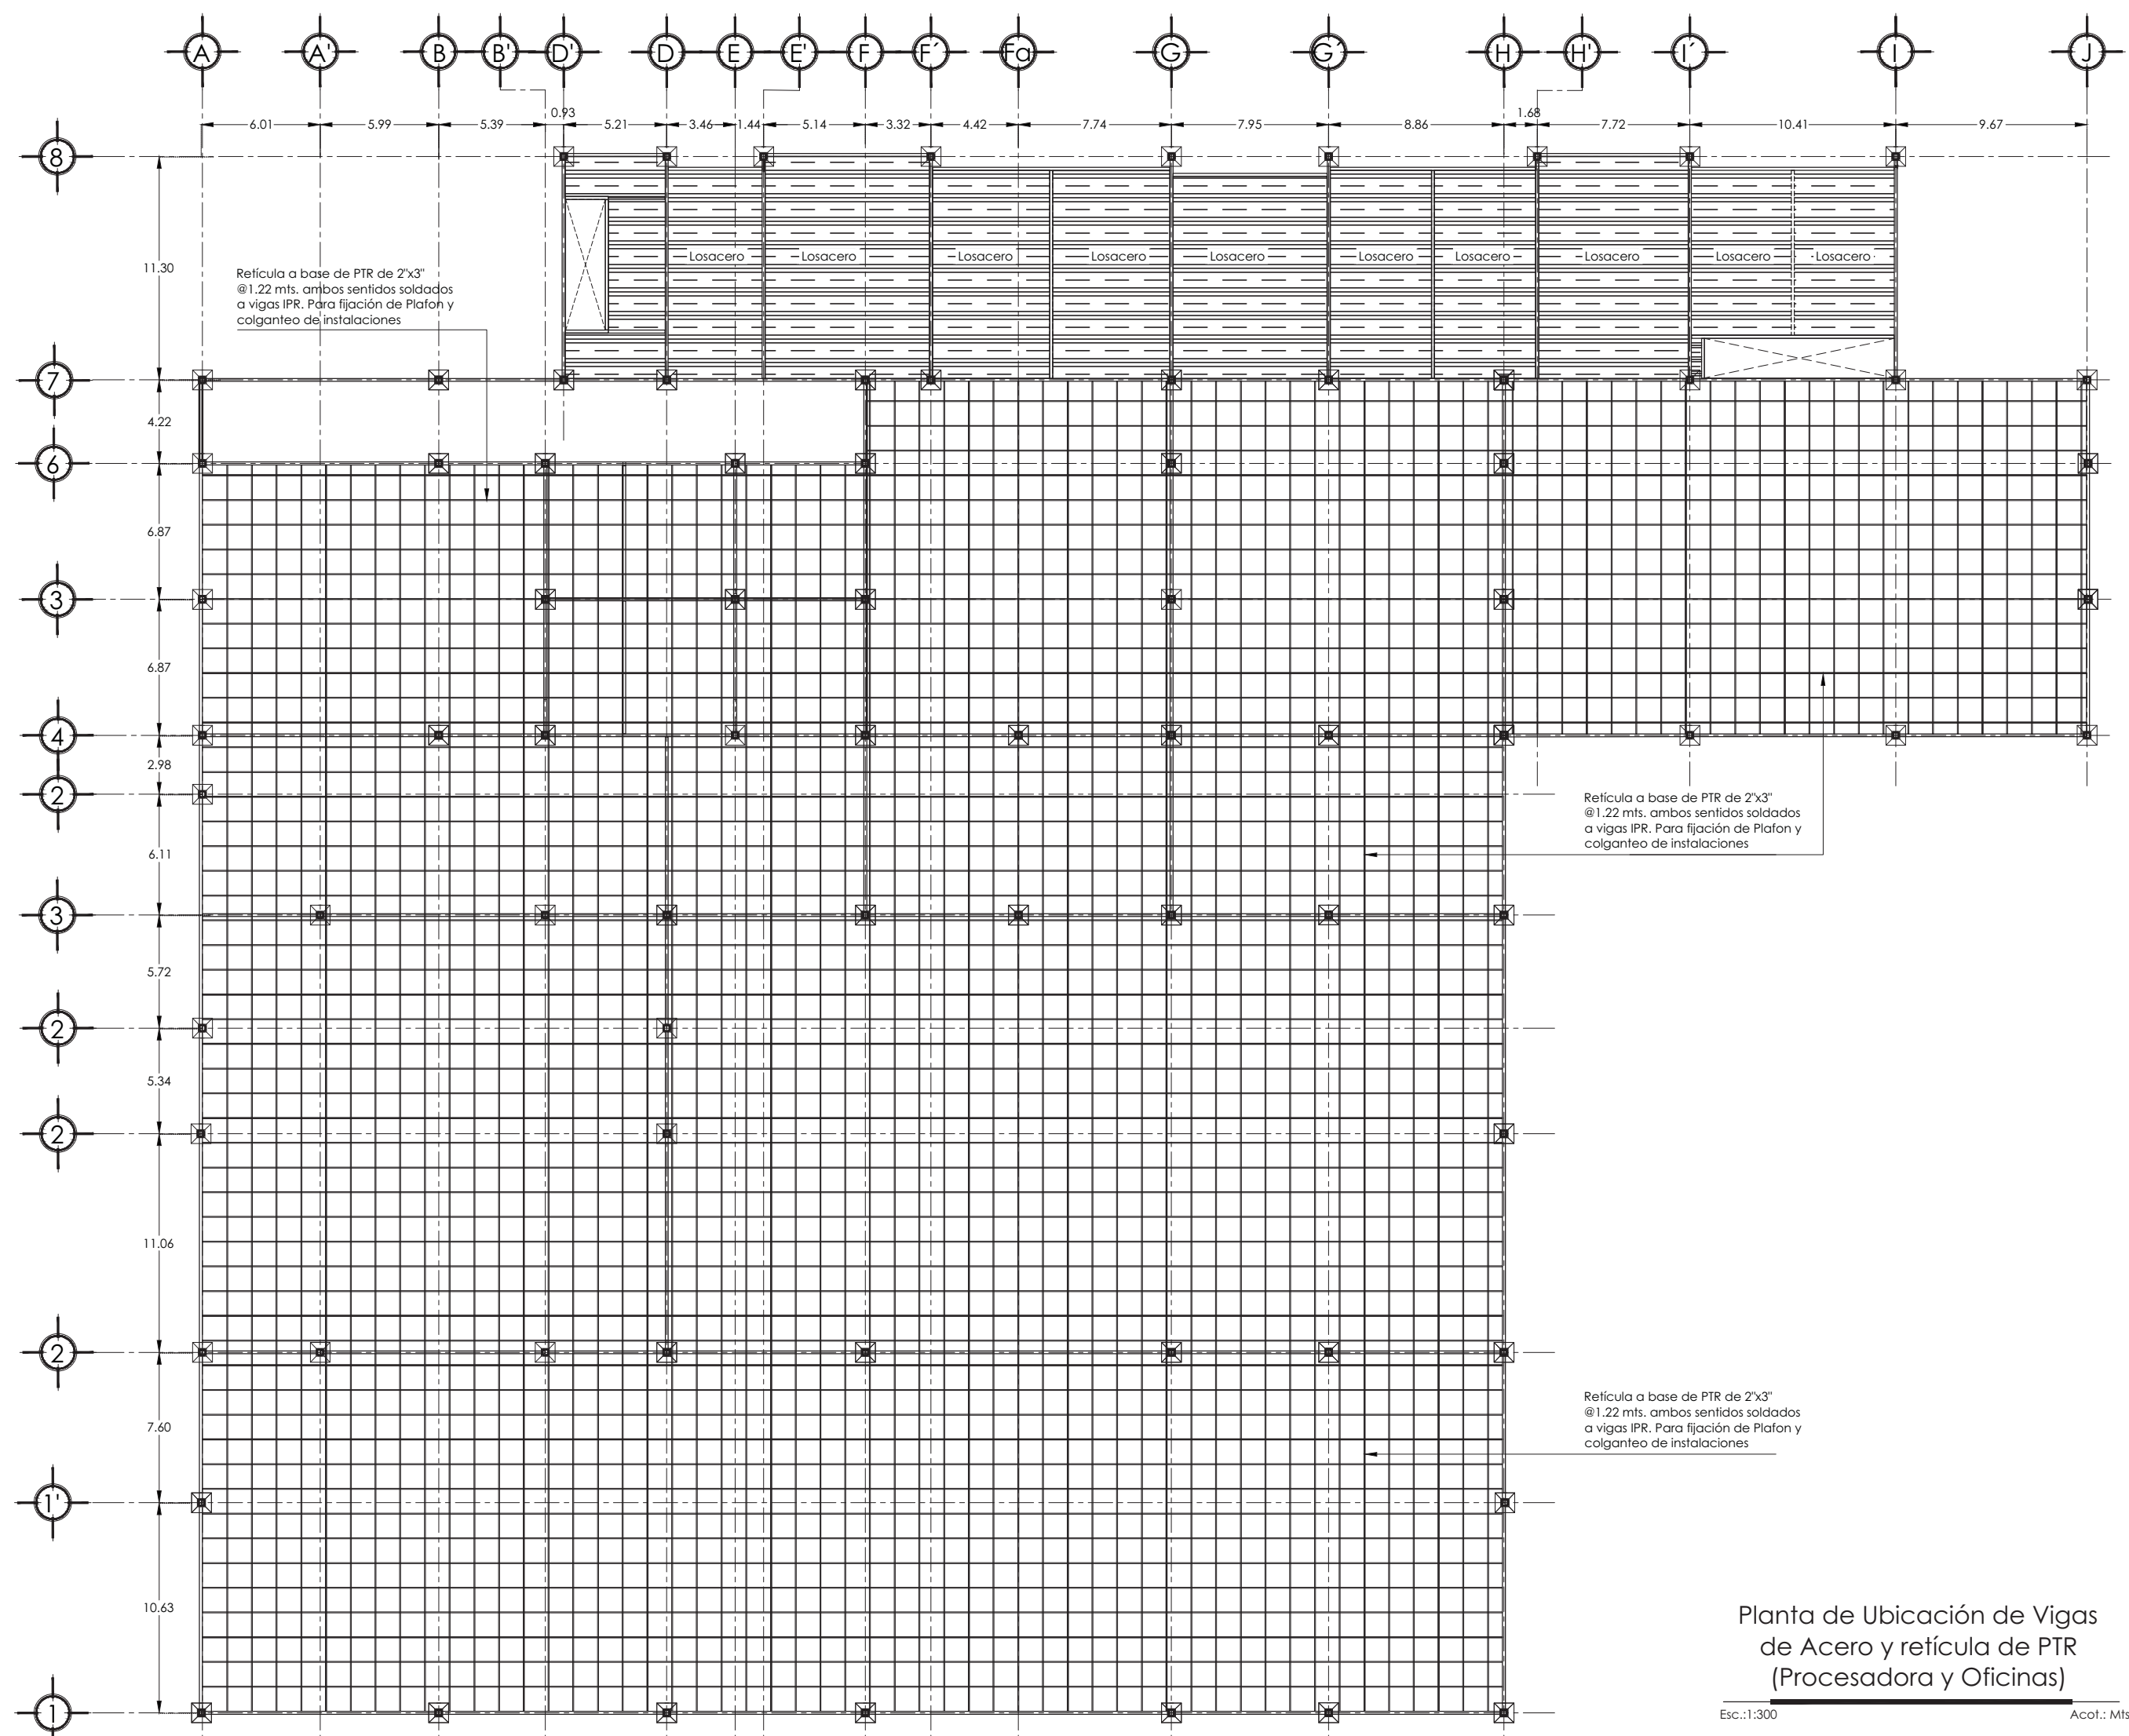 A A' B B' D' D E E' F F´ Fa G G´ H H' I´ I J
0.93 1.68
6.01 5.99 5.39 5.21 3.46 1.44 5.14 3.32 4.42 7.74 7.95 8.86 7.72 10.41 9.67
8
Losacero Losacero Losacero Losacero Losacero Losacero Losacero Losacero Losacero Losacero
11.30
Retícula a base de PTR de 2"x3"
@1.22 mts. ambos sentidos soldados
a vigas IPR. Para fijación de Plafon y
colganteo de instalaciones
7
4.22
6
6.87
3
6.87
4
2.98
2
Retícula a base de PTR de 2"x3"
@1.22 mts. ambos sentidos soldados
a vigas IPR. Para fijación de Plafon y
colganteo de instalaciones
6.11
3
5.72
2
5.34
2
11.06
2
Retícula a base de PTR de 2"x3"
@1.22 mts. ambos sentidos soldados
a vigas IPR. Para fijación de Plafon y
colganteo de instalaciones
7.60
1'
10.63
1
Planta de Ubicación de Vigas
de Acero y retícula de PTR
(Procesadora y Oficinas)
Esc.:1:300 Acot.: Mts